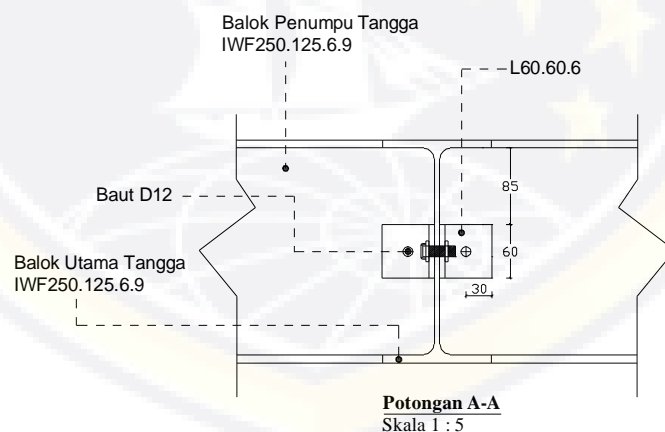 Balok Penumpu Tangga
IWF250.125.6.9
L60.60.6
85
Baut D12
60
Balok Utama Tangga
IWF250.125.6.9
30
Potongan A-A
Skala 1 : 5